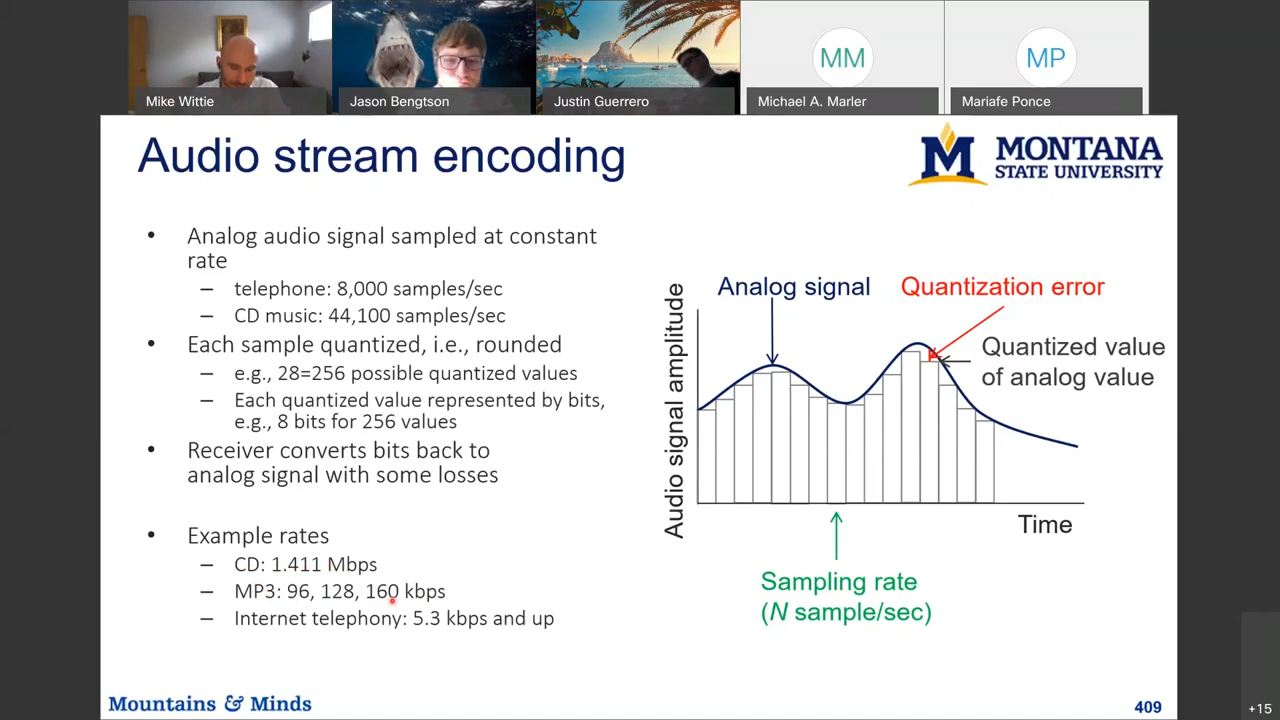 Mike Wittie
Jason Bengtson
Justin Guerrero
MM
Michael A. Marler
MP
Mariafe Ponce
Audio stream encoding
M
MONTANA
STATE UNIVERSITY
• Analog audio signal sampled at constant
rate
– telephone: 8,000 samples/sec
– CD music: 44,100 samples/sec
• Each sample quantized, i.e., rounded
– e.g., 28=256 possible quantized values
– Each quantized value represented by bits,
e.g., 8 bits for 256 values
• Receiver converts bits back to
analog signal with some losses
• Example rates
– CD: 1.411 Mbps
– MP3: 96, 128, 160 kbps
– Internet telephony: 5.3 kbps and up
Audio signal amplitude
Analog signal
Quantization error
Quantized value
of analog value
Time
Sampling rate
(N sample/sec)
Mountains & Minds
409
+15